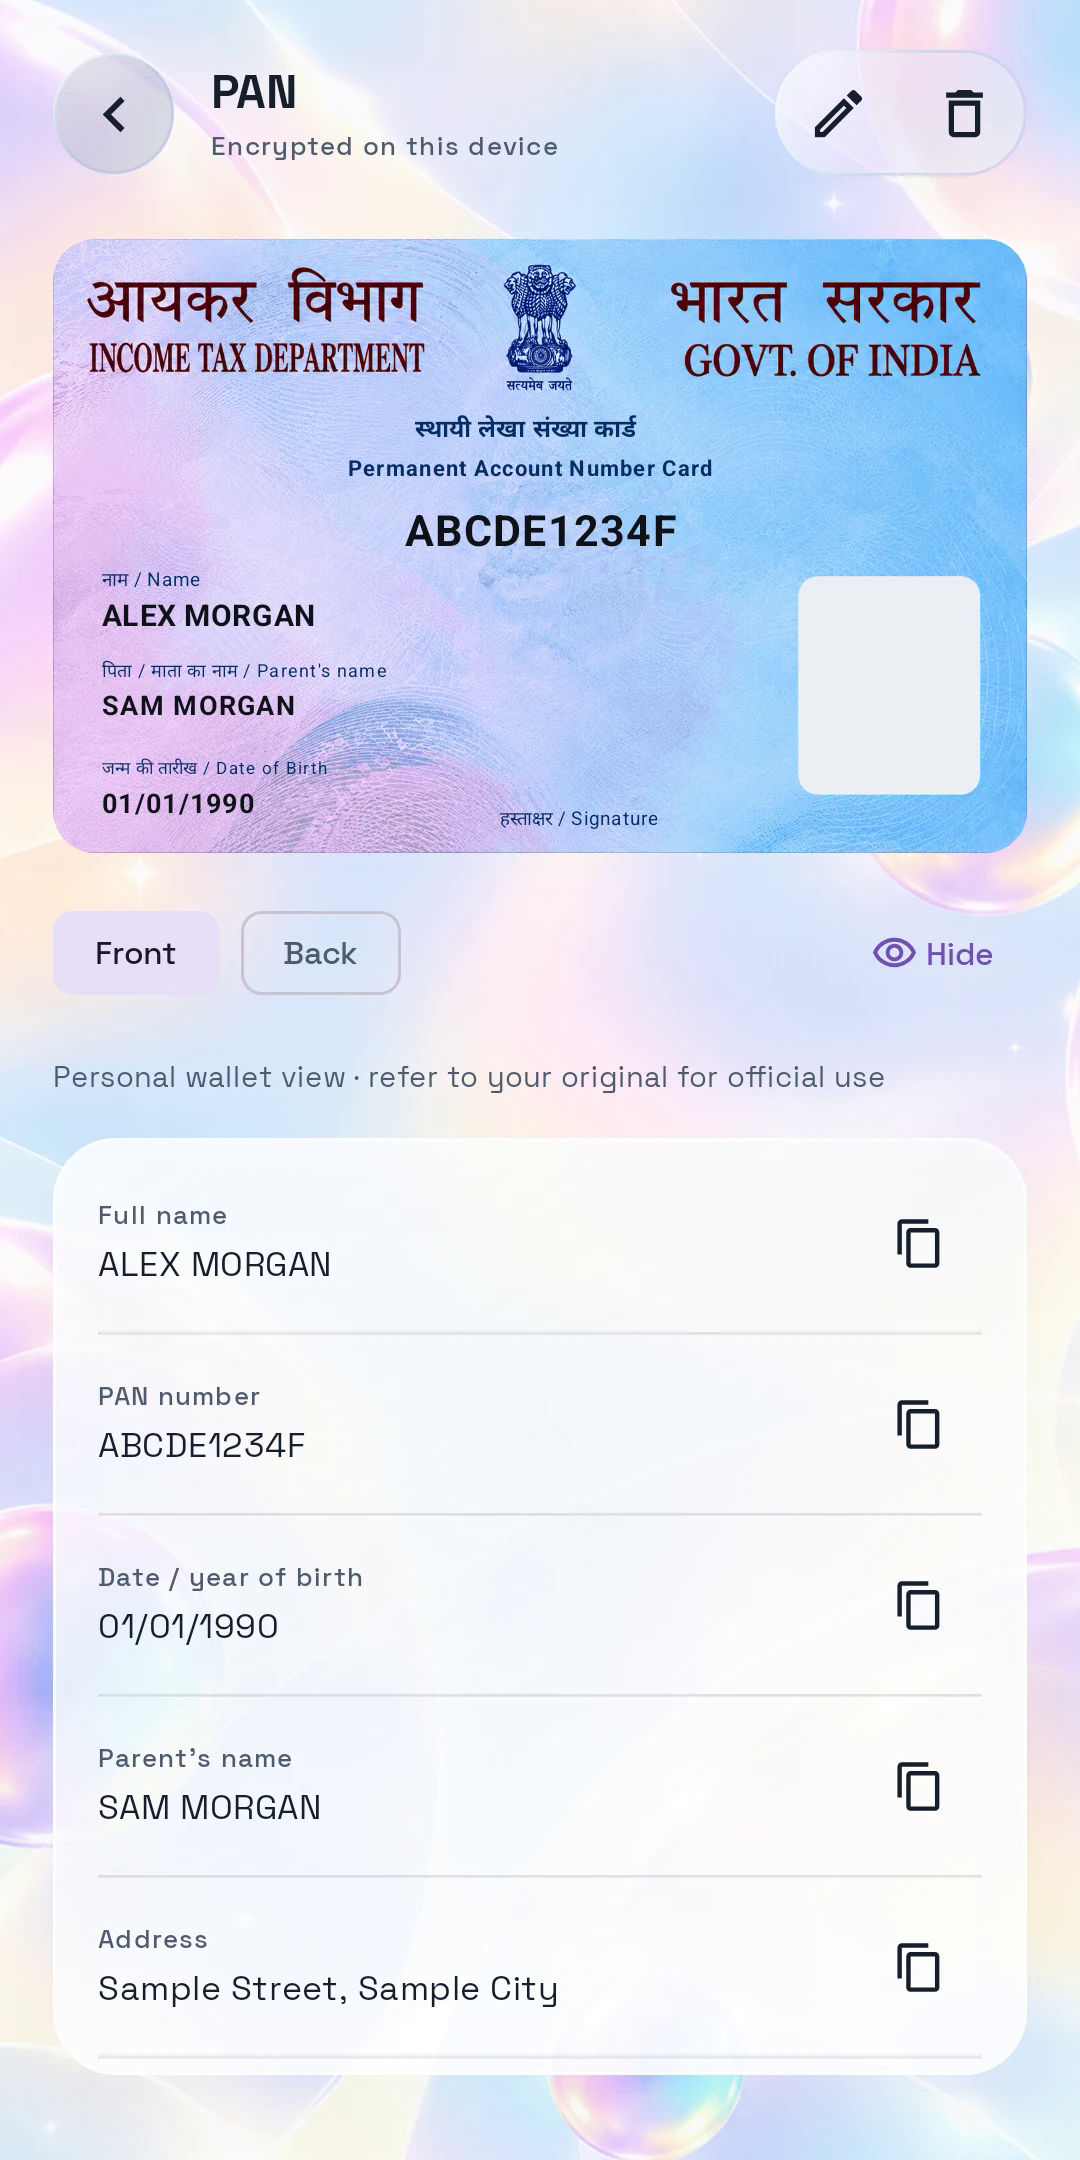 PAN
Encrypted on this device
आयकर विभाग
INCOME TAX DEPARTMENT
सत्यमेव जयते
भारत सरकार
GOVT. OF INDIA
स्थायी लेखा संख्या कार्ड
Permanent Account Number Card
ABCDE1234F
नाम / Name
ALEX MORGAN
पिता / माता का नाम / Parent's name
SAM MORGAN
जन्म की तारीख / Date of Birth
01/01/1990
हस्ताक्षर / Signature
Front
Back
Hide
Personal wallet view · refer to your original for official use
Full name
ALEX MORGAN
PAN number
ABCDE1234F
Date / year of birth
01/01/1990
Parent's name
SAM MORGAN
Address
Sample Street, Sample City